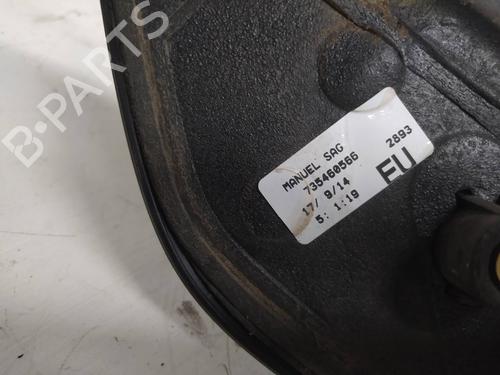 B-PARTS
MANUEL SAG
735460566
17/ 9/14
5: 1:19
2893
FU